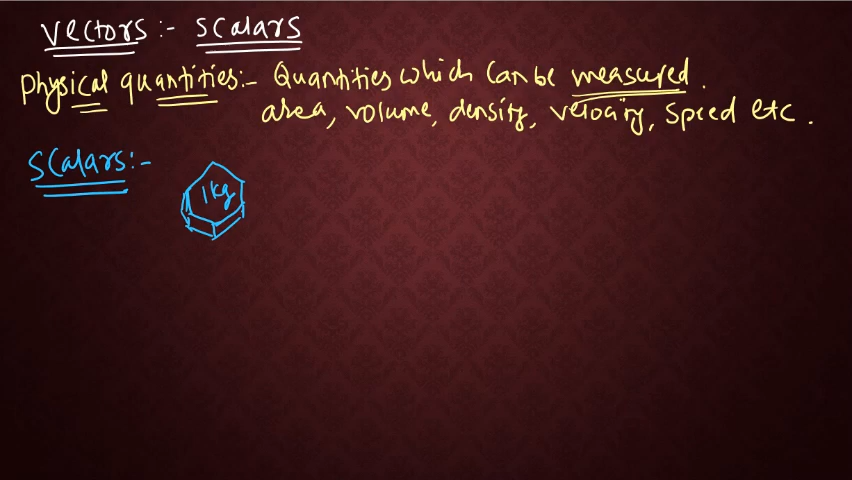 Vectors :- Scalars
Physical quantities:- Quantities which can be measured.
area, volume, density, velocity, speed etc.
Scalars:-
1kg